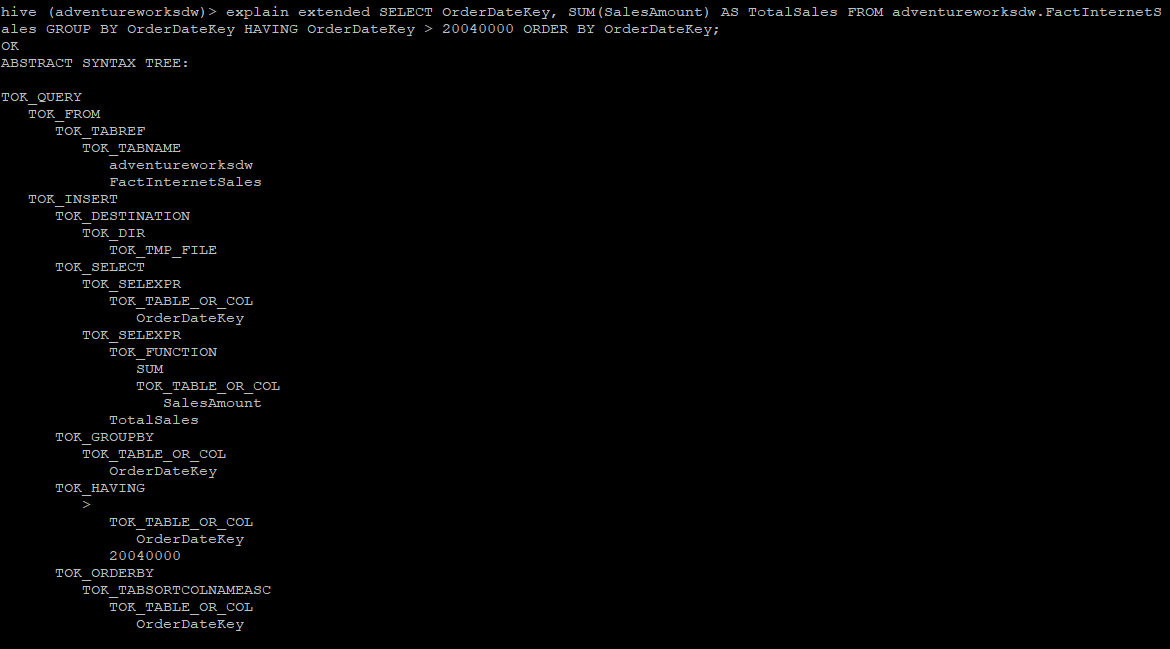 hive (adventureworksdw)> explain extended SELECT OrderDateKey, SUM(SalesAmount) AS TotalSales FROM adventureworksdw.FactInternetS
ales GROUP BY OrderDateKey HAVING OrderDateKey > 20040000 ORDER BY OrderDateKey;
OK
ABSTRACT SYNTAX TREE:

TOK_QUERY
   TOK_FROM
      TOK_TABREF
         TOK_TABNAME
            adventureworksdw
            FactInternetSales
   TOK_INSERT
      TOK_DESTINATION
         TOK_DIR
            TOK_TMP_FILE
      TOK_SELECT
         TOK_SELEXPR
            TOK_TABLE_OR_COL
               OrderDateKey
         TOK_SELEXPR
            TOK_FUNCTION
               SUM
               TOK_TABLE_OR_COL
                  SalesAmount
            TotalSales
      TOK_GROUPBY
         TOK_TABLE_OR_COL
            OrderDateKey
      TOK_HAVING
         >
            TOK_TABLE_OR_COL
               OrderDateKey
            20040000
      TOK_ORDERBY
         TOK_TABSORTCOLNAMEASC
            TOK_TABLE_OR_COL
               OrderDateKey